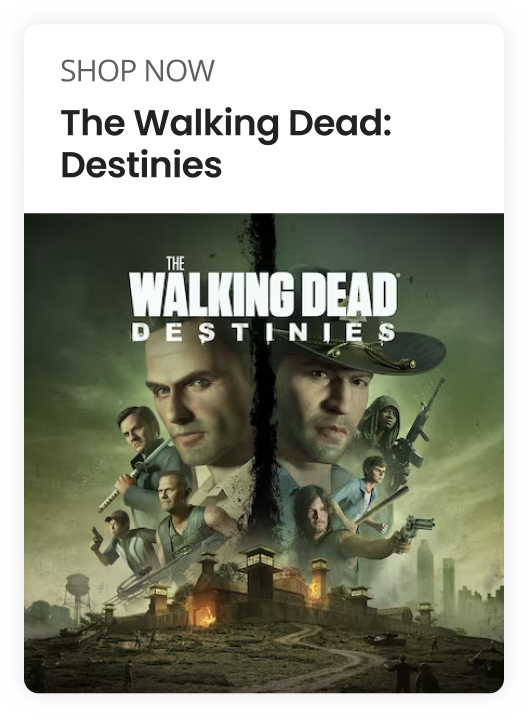 SHOP NOW
The Walking Dead:
Destinies
THE
WALKING DEAD
DESTINIES